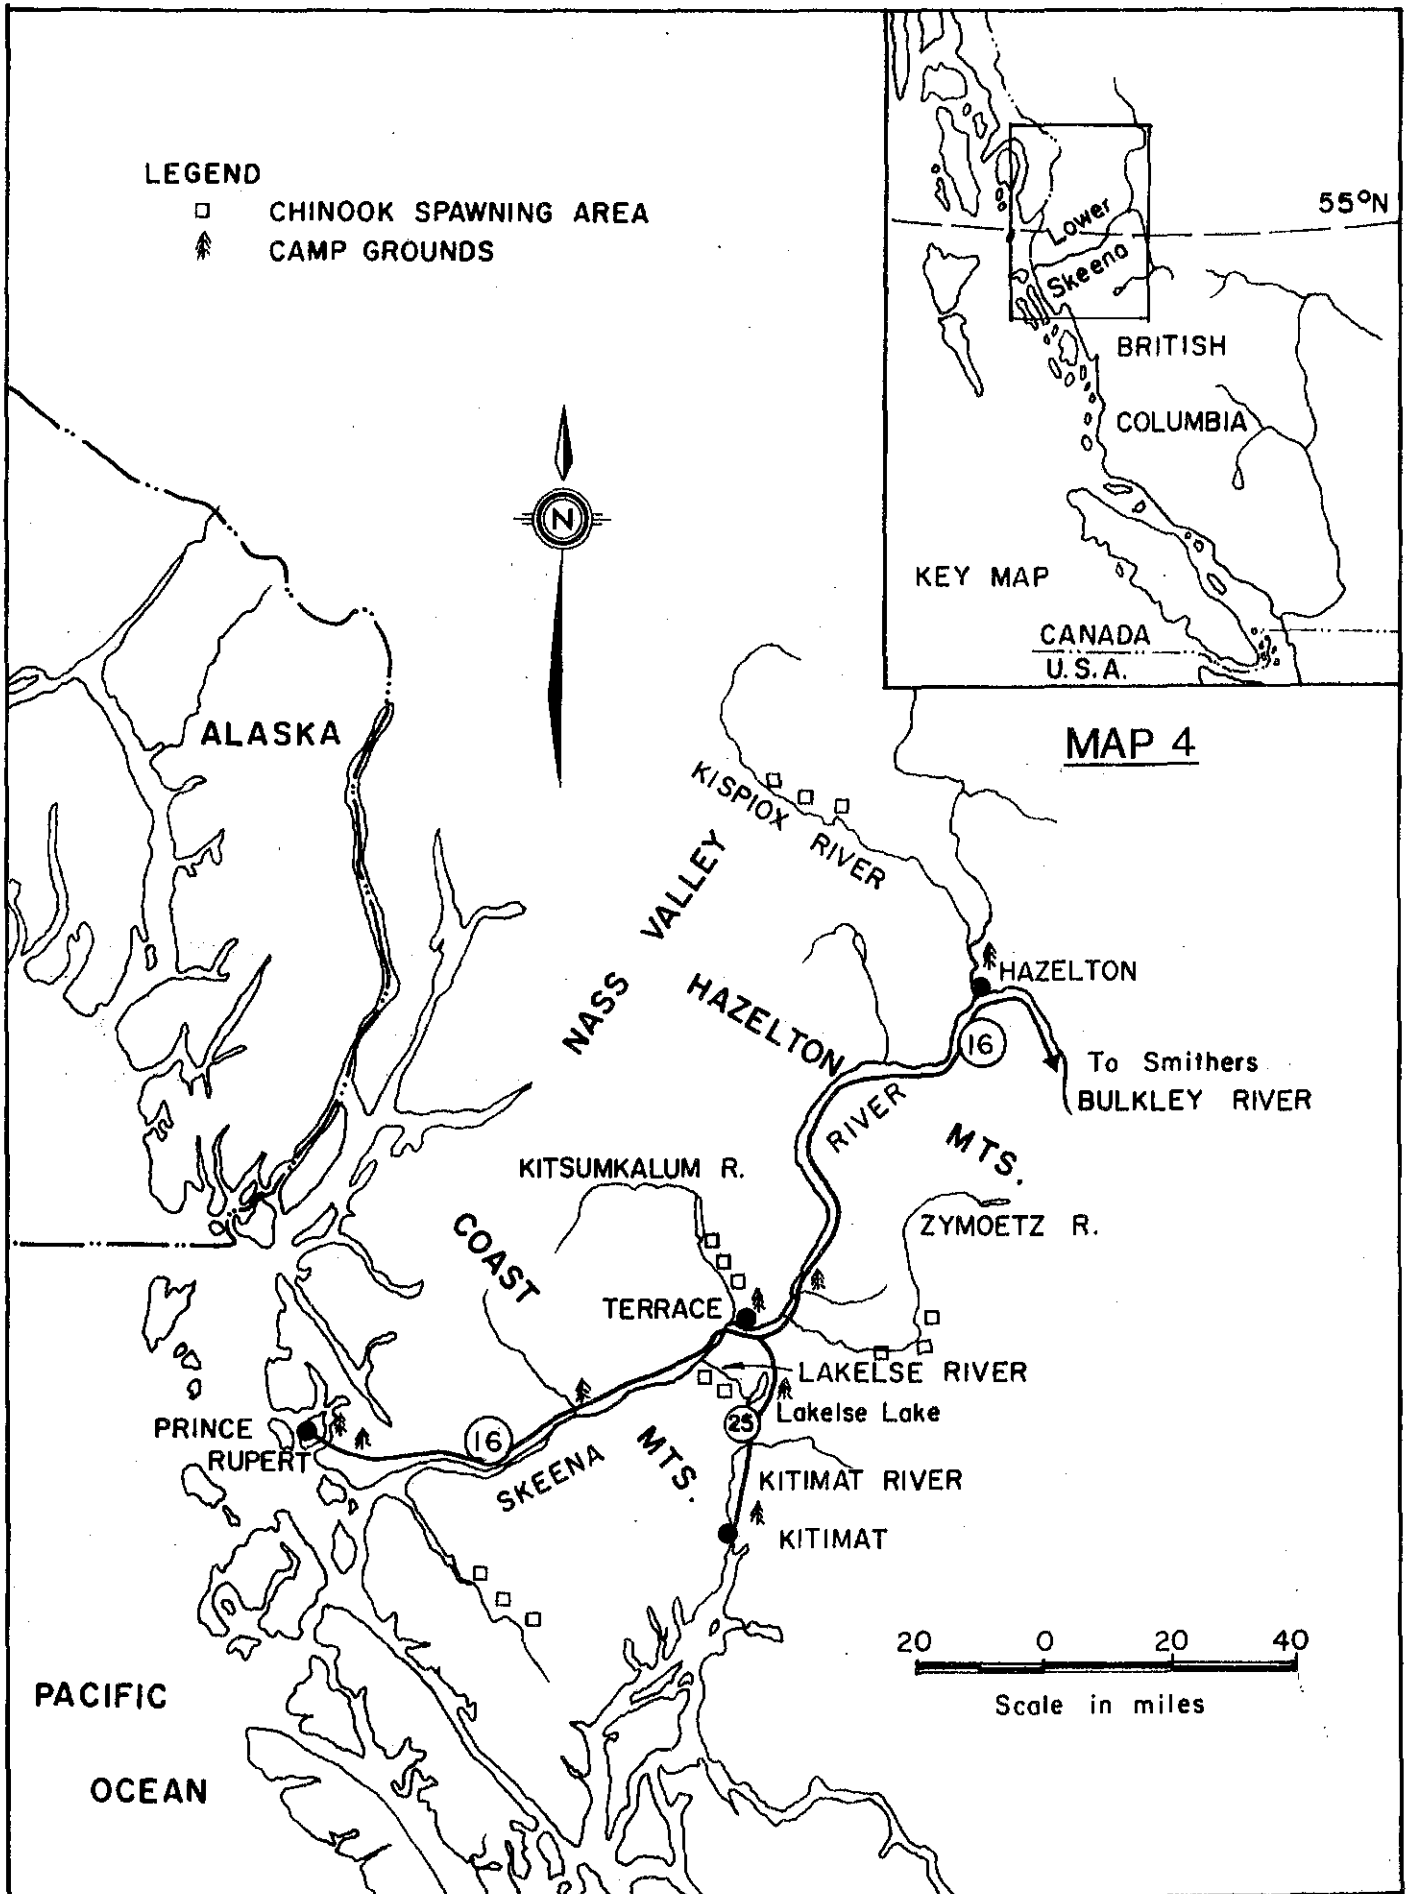 LEGEND
CHINOOK SPAWNING AREA
CAMP GROUNDS
55°N
Lower
Skeena
BRITISH
COLUMBIA
KEY MAP
CANADA
U.S.A.
N
MAP 4
ALASKA
KISPIOX RIVER
NASS VALLEY
HAZELTON
HAZELTON
16
To Smithers
BULKLEY RIVER
RIVER
MTS.
KITSUMKALUM R.
ZYMOETZ R.
COAST
TERRACE
LAKELSE RIVER
Lakelse Lake
25
PRINCE
RUPERT
16
SKEENA
MTS.
KITIMAT RIVER
KITIMAT
20 0 20 40
Scale in miles
PACIFIC
OCEAN